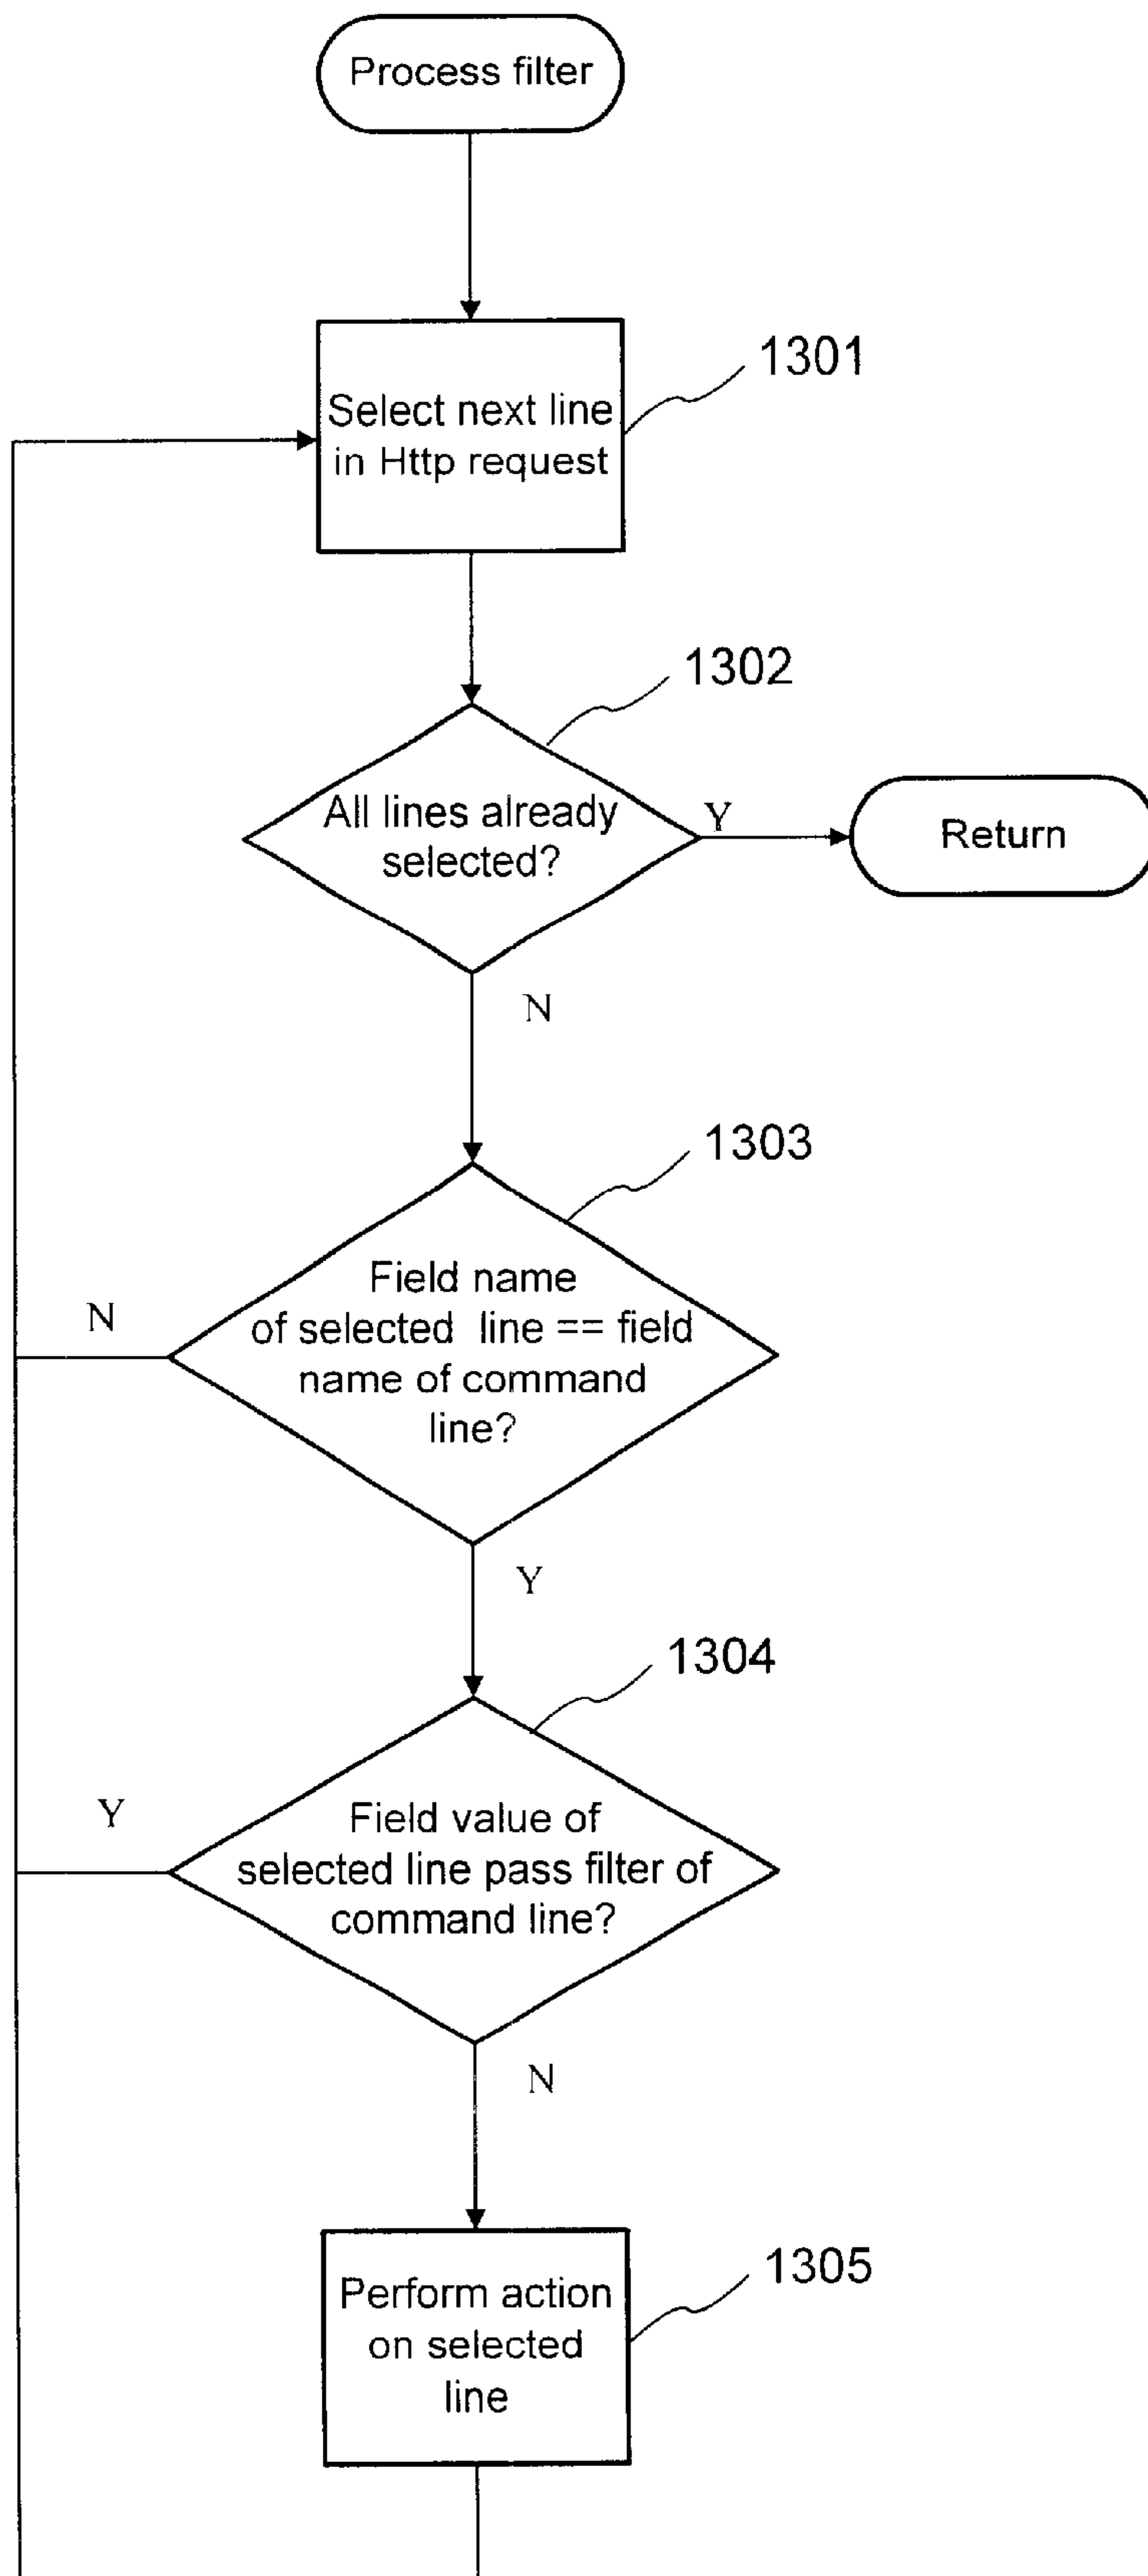 Process filter
1301
Select next line
in Http request
1302
All lines already
selected?
Y
Return
N
1303
Field name
of selected line == field
name of command
line?
N
Y
1304
Field value of
selected line pass filter of
command line?
Y
N
1305
Perform action
on selected
line